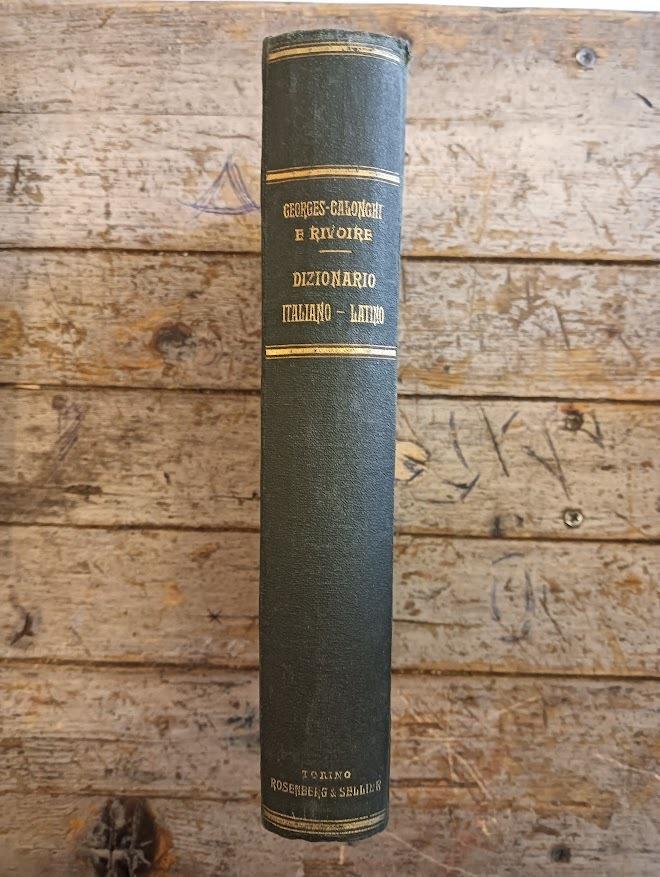 GEORGES-CALONGHI
E RIVOIRE
DIZIONARIO
ITALIANO - LATINO
TORINO
ROSENBERG & SELLIER